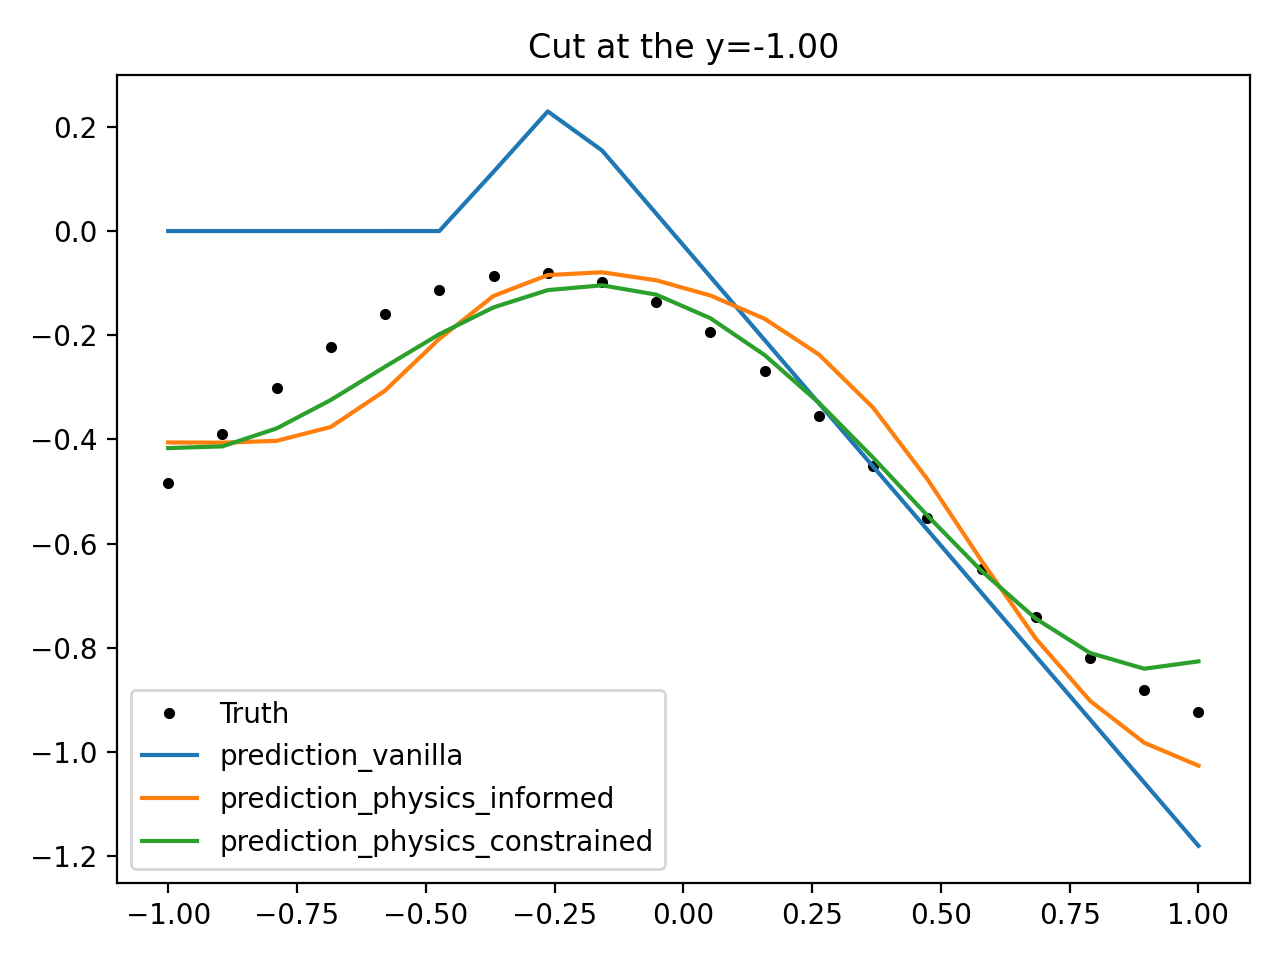 Cut at the y=-1.00
0.2
0.0
−0.2
−0.4
−0.6
−0.8
−1.0
−1.2
Truth
prediction_vanilla
prediction_physics_informed
prediction_physics_constrained
−1.00 −0.75 −0.50 −0.25 0.00 0.25 0.50 0.75 1.00